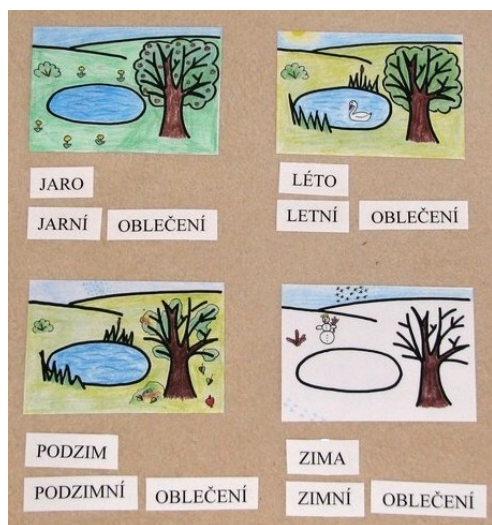 JARO
JARNÍ OBLEČENÍ
LÉTO
LETNÍ OBLEČENÍ
PODZIM
PODZIMNÍ OBLEČENÍ
ZIMA
ZIMNÍ OBLEČENÍ